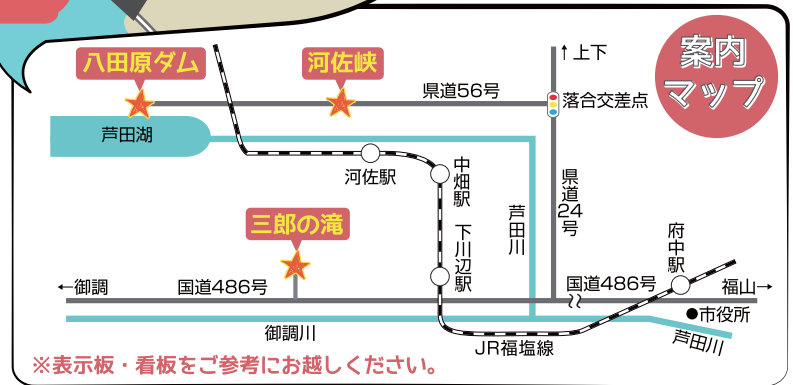 案内
マップ
八田原ダム
河佐峡
↑上下
県道56号
落合交差点
芦田湖
河佐駅
中畑駅
県道24号
芦田川
三郎の滝
下川辺駅
府中駅
←御調
国道486号
国道486号
福山→
●市役所
御調川
JR福塩線
芦田川
※表示板・看板をご参考にお越しください。